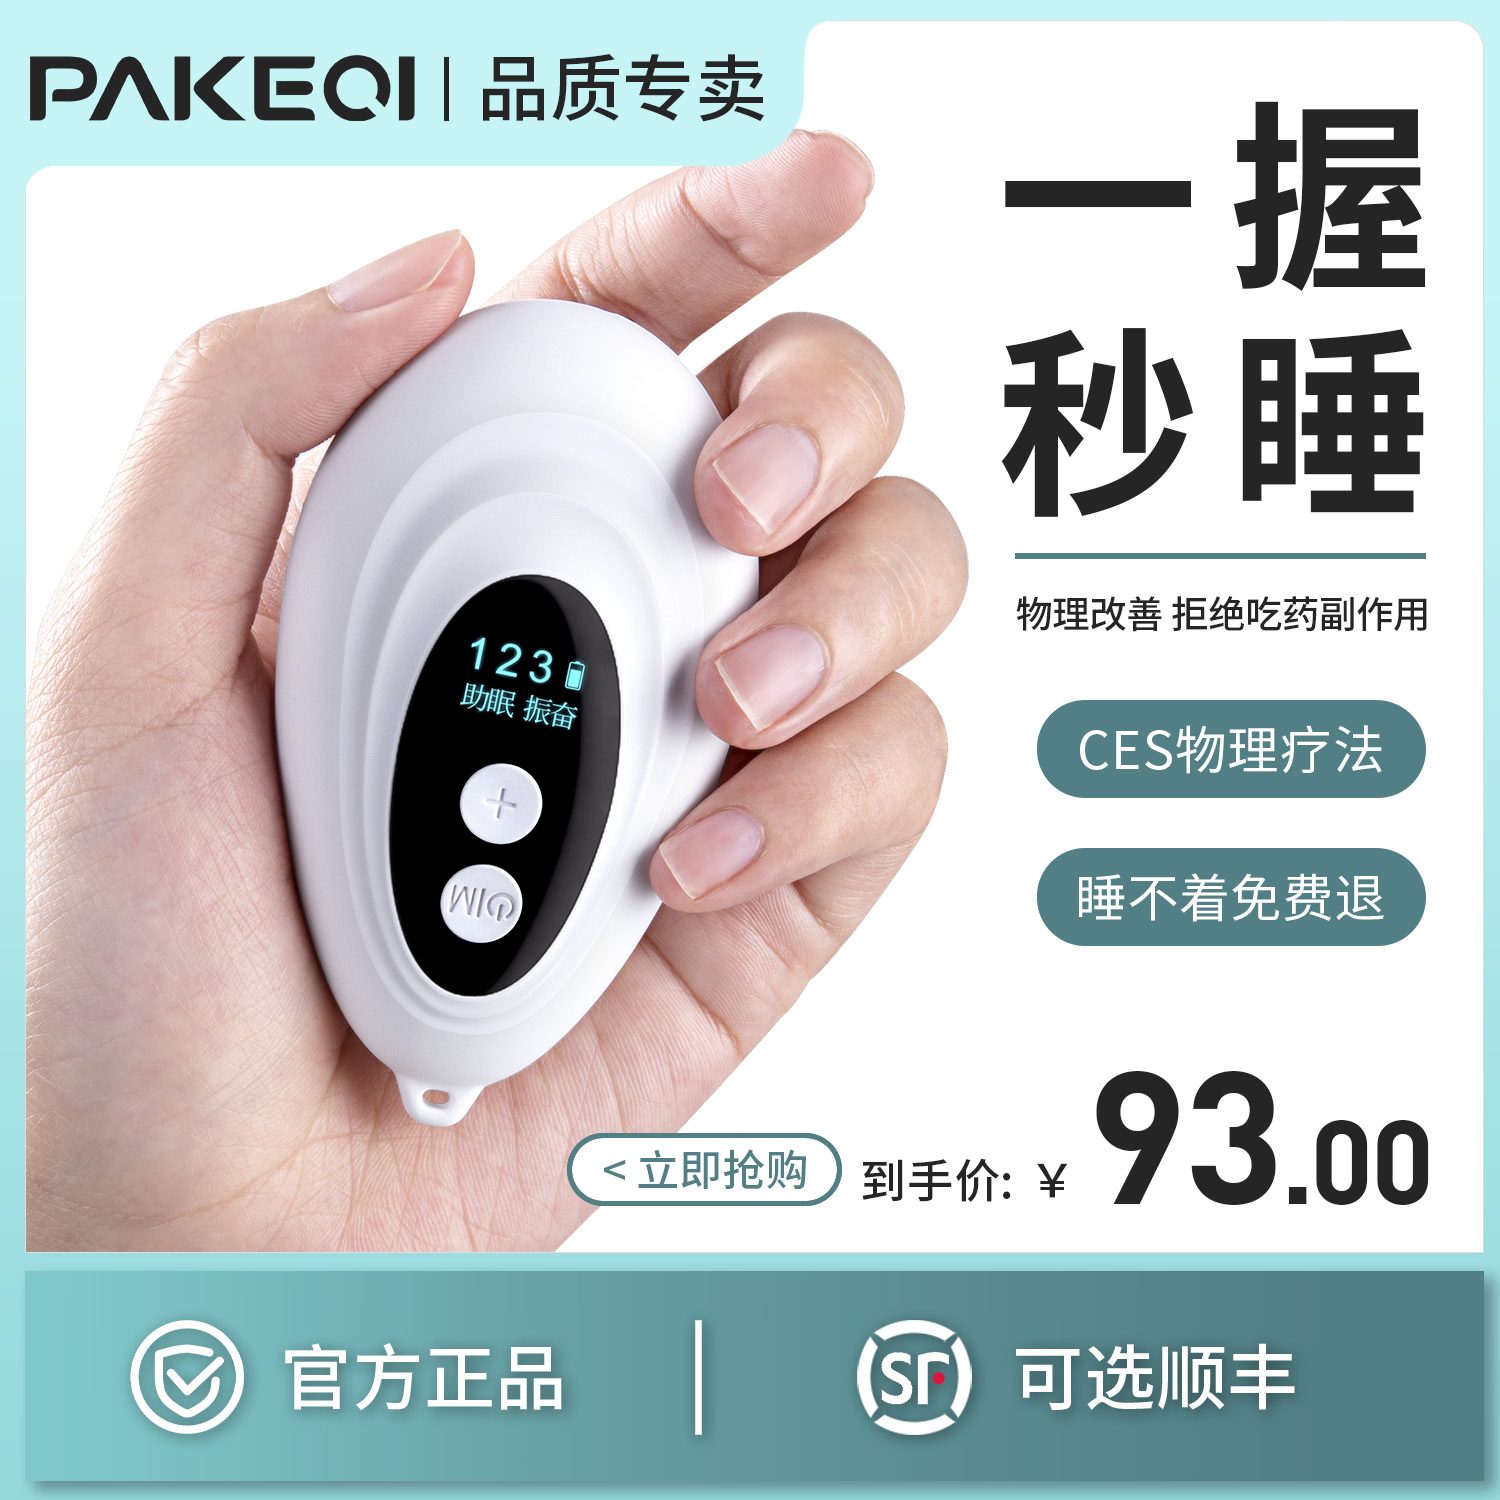 PAKEQI | 品质专卖
一握
秒睡
物理改善 拒绝吃药副作用
CES物理疗法
睡不着免费退
123
助眠 振奋
+
M
< 立即抢购
到手价: ¥ 93.00
官方正品
SF
可选顺丰